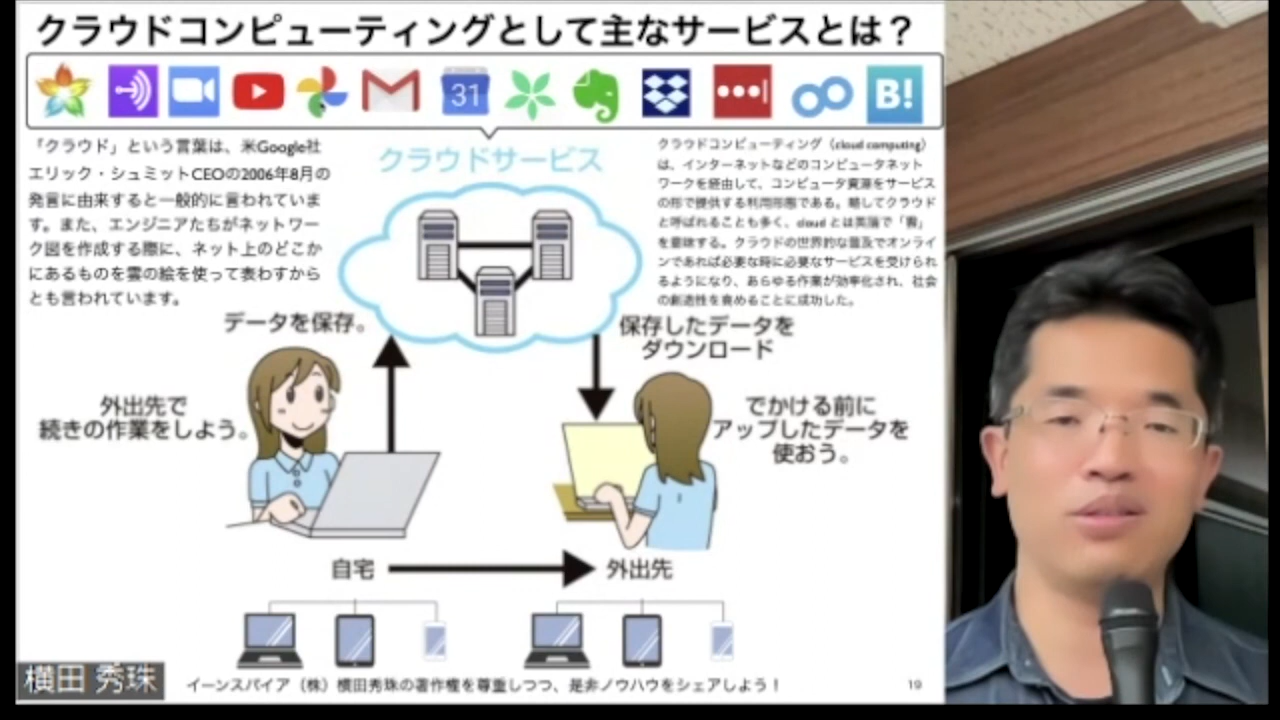 クラウドコンピューティングとして主なサービスとは？
31
B!
「クラウド」という言葉は、米Google社
エリック・シュミットCEOの2006年8月の
発言に由来すると一般的に言われていま
す。また、エンジニアたちがネットワー
ク図を作成する際に、ネット上のどこか
にあるものを雲の絵を使って表わすから
とも言われています。
クラウドサービス
クラウドコンピューティング（cloud computing）
は、インターネットなどのコンピュータネット
ワークを経由して、コンピュータ資源をサービス
の形で提供する利用形態である。略してクラウド
と呼ばれることも多く、cloud とは英語で「雲」
を意味する。クラウドの世界的な普及でオンライ
ンであれば必要な時に必要なサービスを受けられ
るようになり、あらゆる作業が効率化され、社会
の創造性を高めることに成功した。
データを保存。
保存したデータを
ダウンロード
外出先で
続きの作業をしよう。
でかける前に
アップしたデータを
使おう。
自宅
外出先
横田 秀珠
イーンスパイア（株）横田秀珠の著作権を尊重しつつ、是非ノウハウをシェアしよう！
19